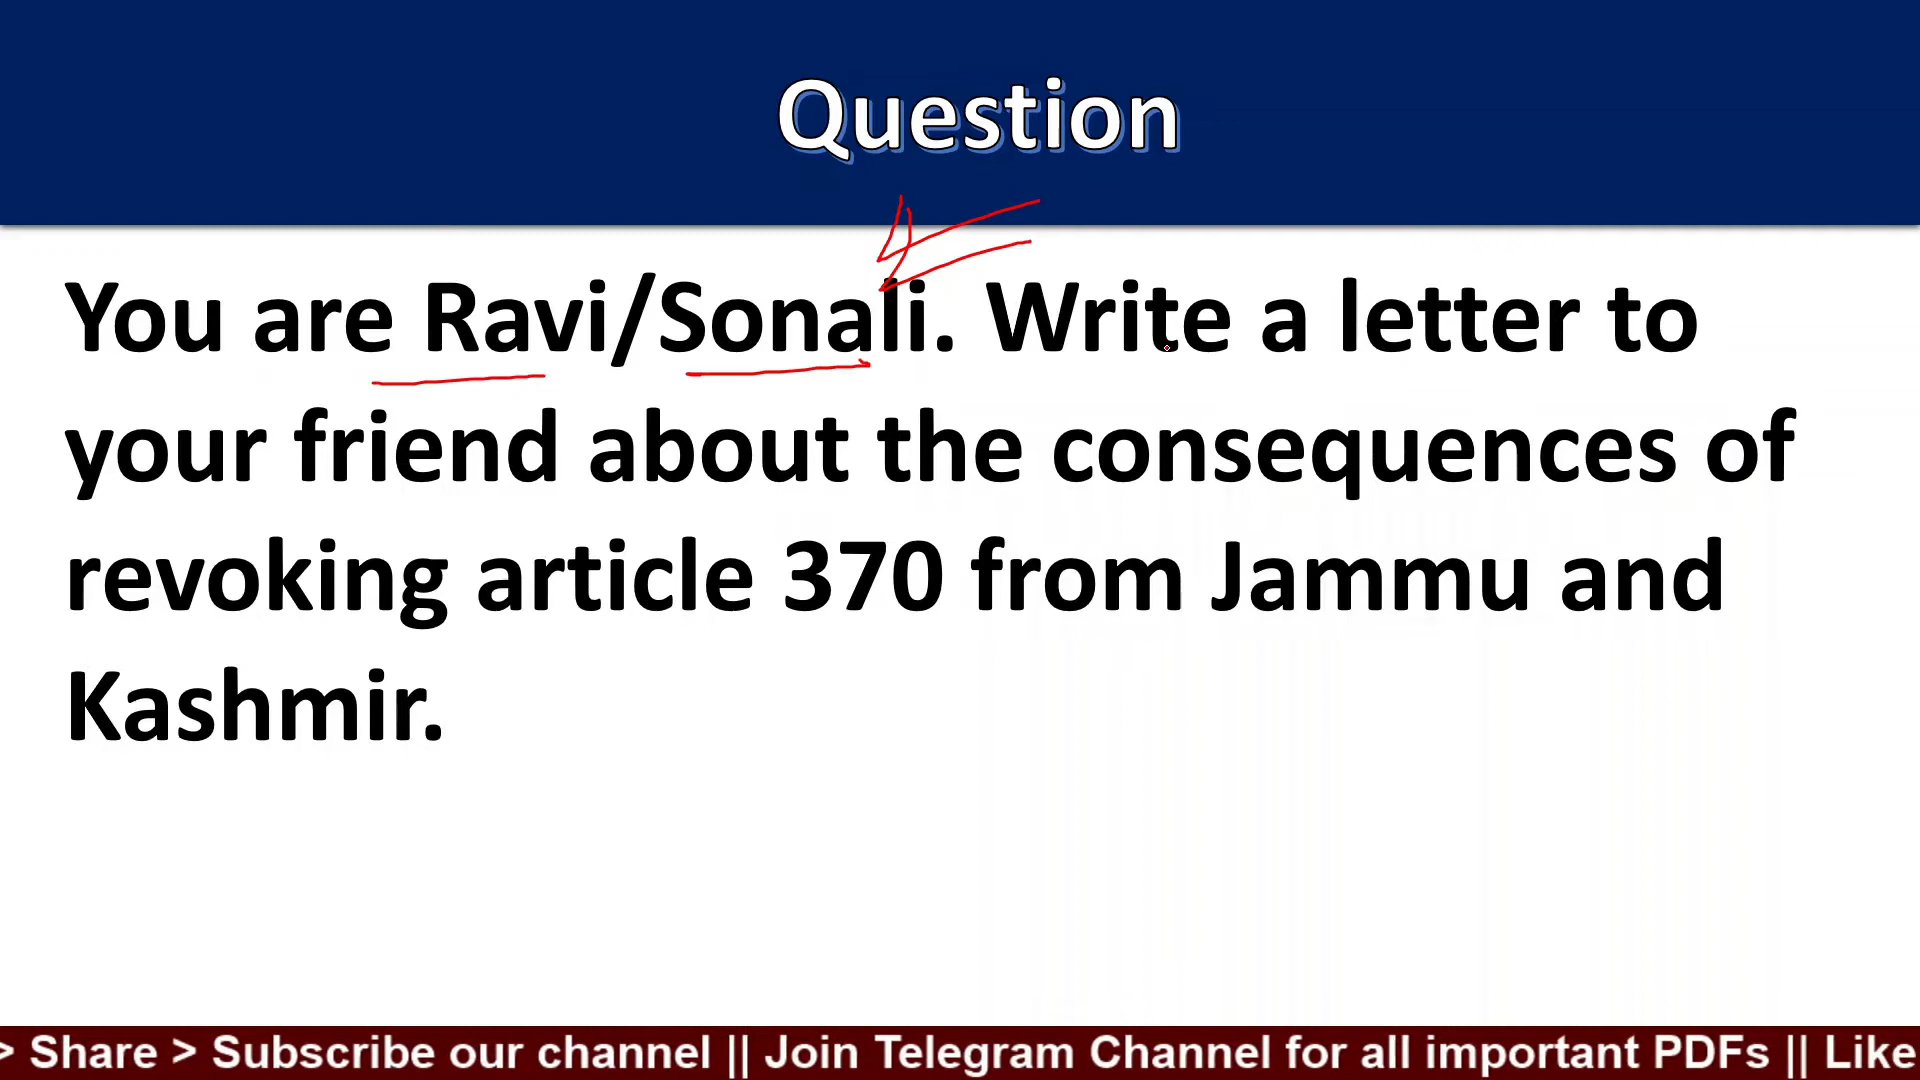 Question
You are Ravi/Sonali. Write a letter to
your friend about the consequences of
revoking article 370 from Jammu and
Kashmir.
> Share > Subscribe our channel || Join Telegram Channel for all important PDFs || Like